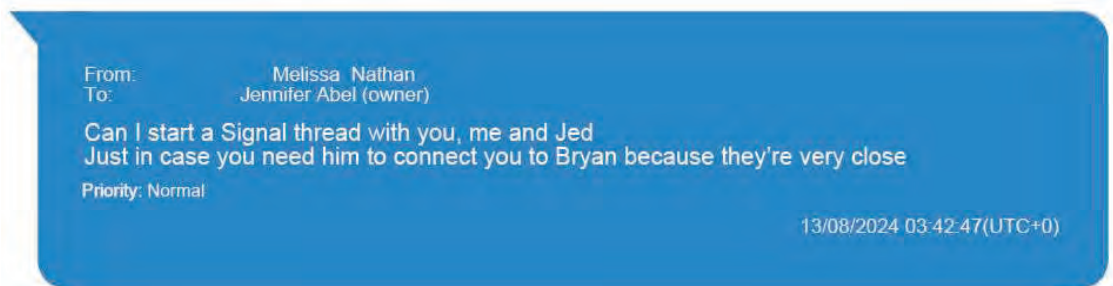 From: Melissa Nathan
To: Jennifer Abel (owner)
Can I start a Signal thread with you, me and Jed
Just in case you need him to connect you to Bryan because they're very close
Priority: Normal
13/08/2024 03:42:47(UTC+0)